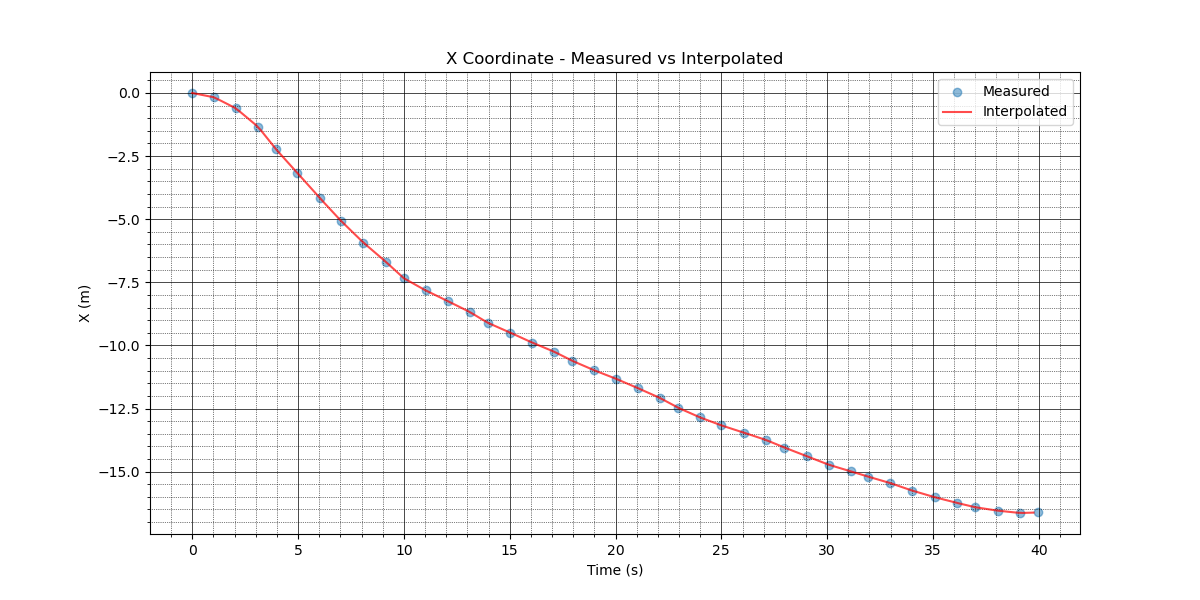 X Coordinate - Measured vs Interpolated
Measured
Interpolated
0.0
−2.5
−5.0
−7.5
−10.0
−12.5
−15.0
X (m)
0 5 10 15 20 25 30 35 40
Time (s)